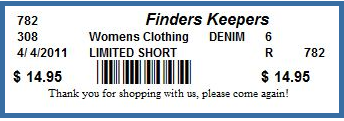 782 Finders Keepers
308 Womens Clothing DENIM 6
4/ 4/2011 LIMITED SHORT R 782
$ 14.95 $ 14.95
Thank you for shopping with us, please come again!